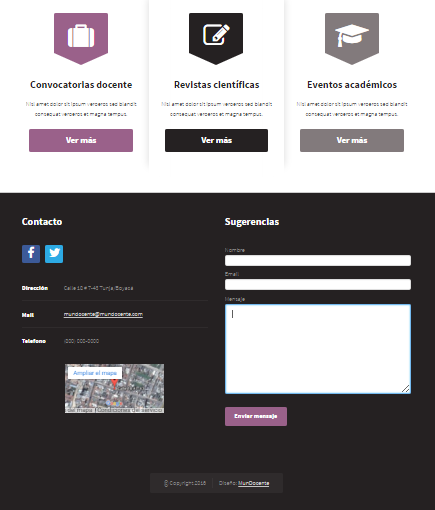 Convocatorias docente
Nisi amet dolor sit ipsum veroeros sed blandit
consequat veroeros et magna tempus.
Ver más
Revistas científicas
Nisi amet dolor sit ipsum veroeros sed blandit
consequat veroeros et magna tempus.
Ver más
Eventos académicos
Nisi amet dolor sit ipsum veroeros sed blandit
consequat veroeros et magna tempus.
Ver más
Contacto
Dirección
Calle 18 # 7-46 Tunja/Boyaca
Mail
mundocente@mundocente.com
Telefono
(000) 000-0000
Ampliar el mapa
del mapa
Condiciones del servicio
Sugerencias
Nombre
Email
Mensaje
Enviar mensaje
© Copyright 2016
Diseño: MunDocente